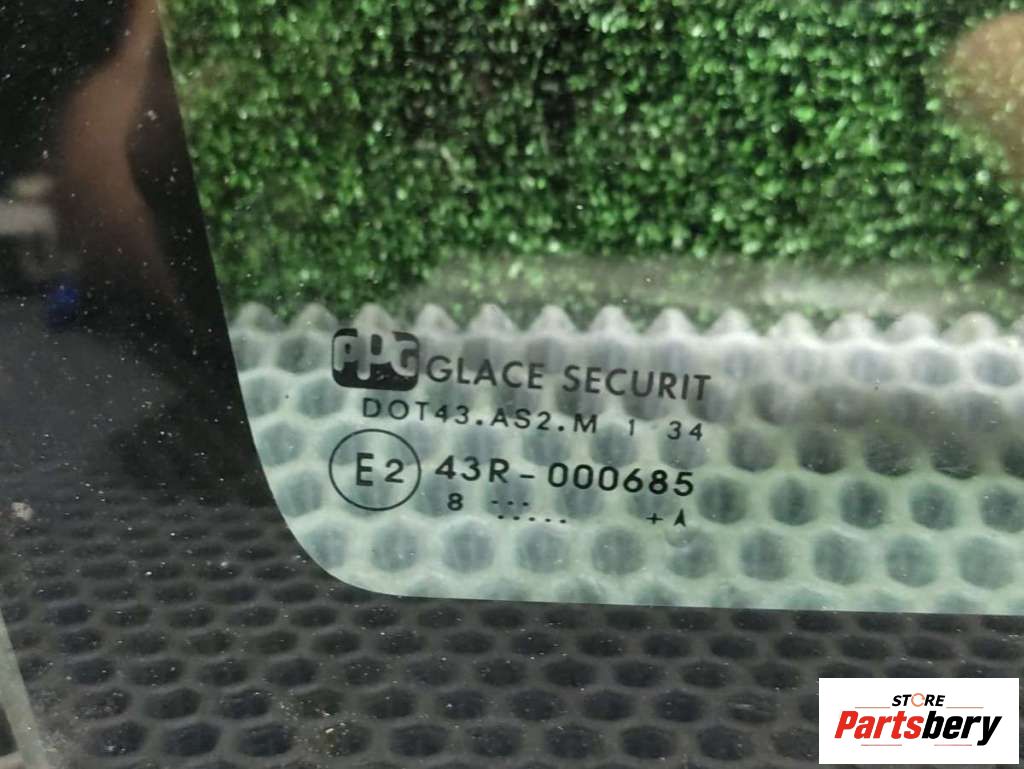 PPG GLACE SECURIT
DOT43.AS2.M 1 34
E2 43R-000685
8 ... ..... +
STORE
Partsbery